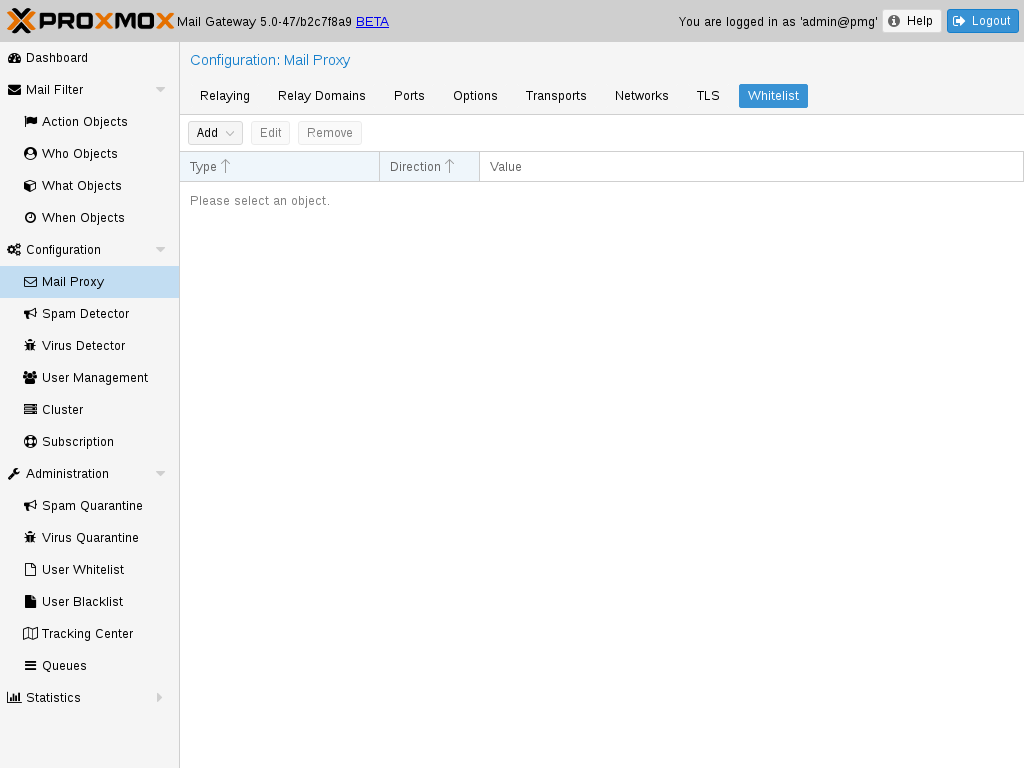 PROXMOX Mail Gateway 5.0-47/b2c7f8a9 BETA You are logged in as 'admin@pmg' Help Logout
Dashboard
Mail Filter
Action Objects
Who Objects
What Objects
When Objects
Configuration
Mail Proxy
Spam Detector
Virus Detector
User Management
Cluster
Subscription
Administration
Spam Quarantine
Virus Quarantine
User Whitelist
User Blacklist
Tracking Center
Queues
Statistics
Configuration: Mail Proxy
Relaying Relay Domains Ports Options Transports Networks TLS Whitelist
Add Edit Remove
Type Direction Value
Please select an object.